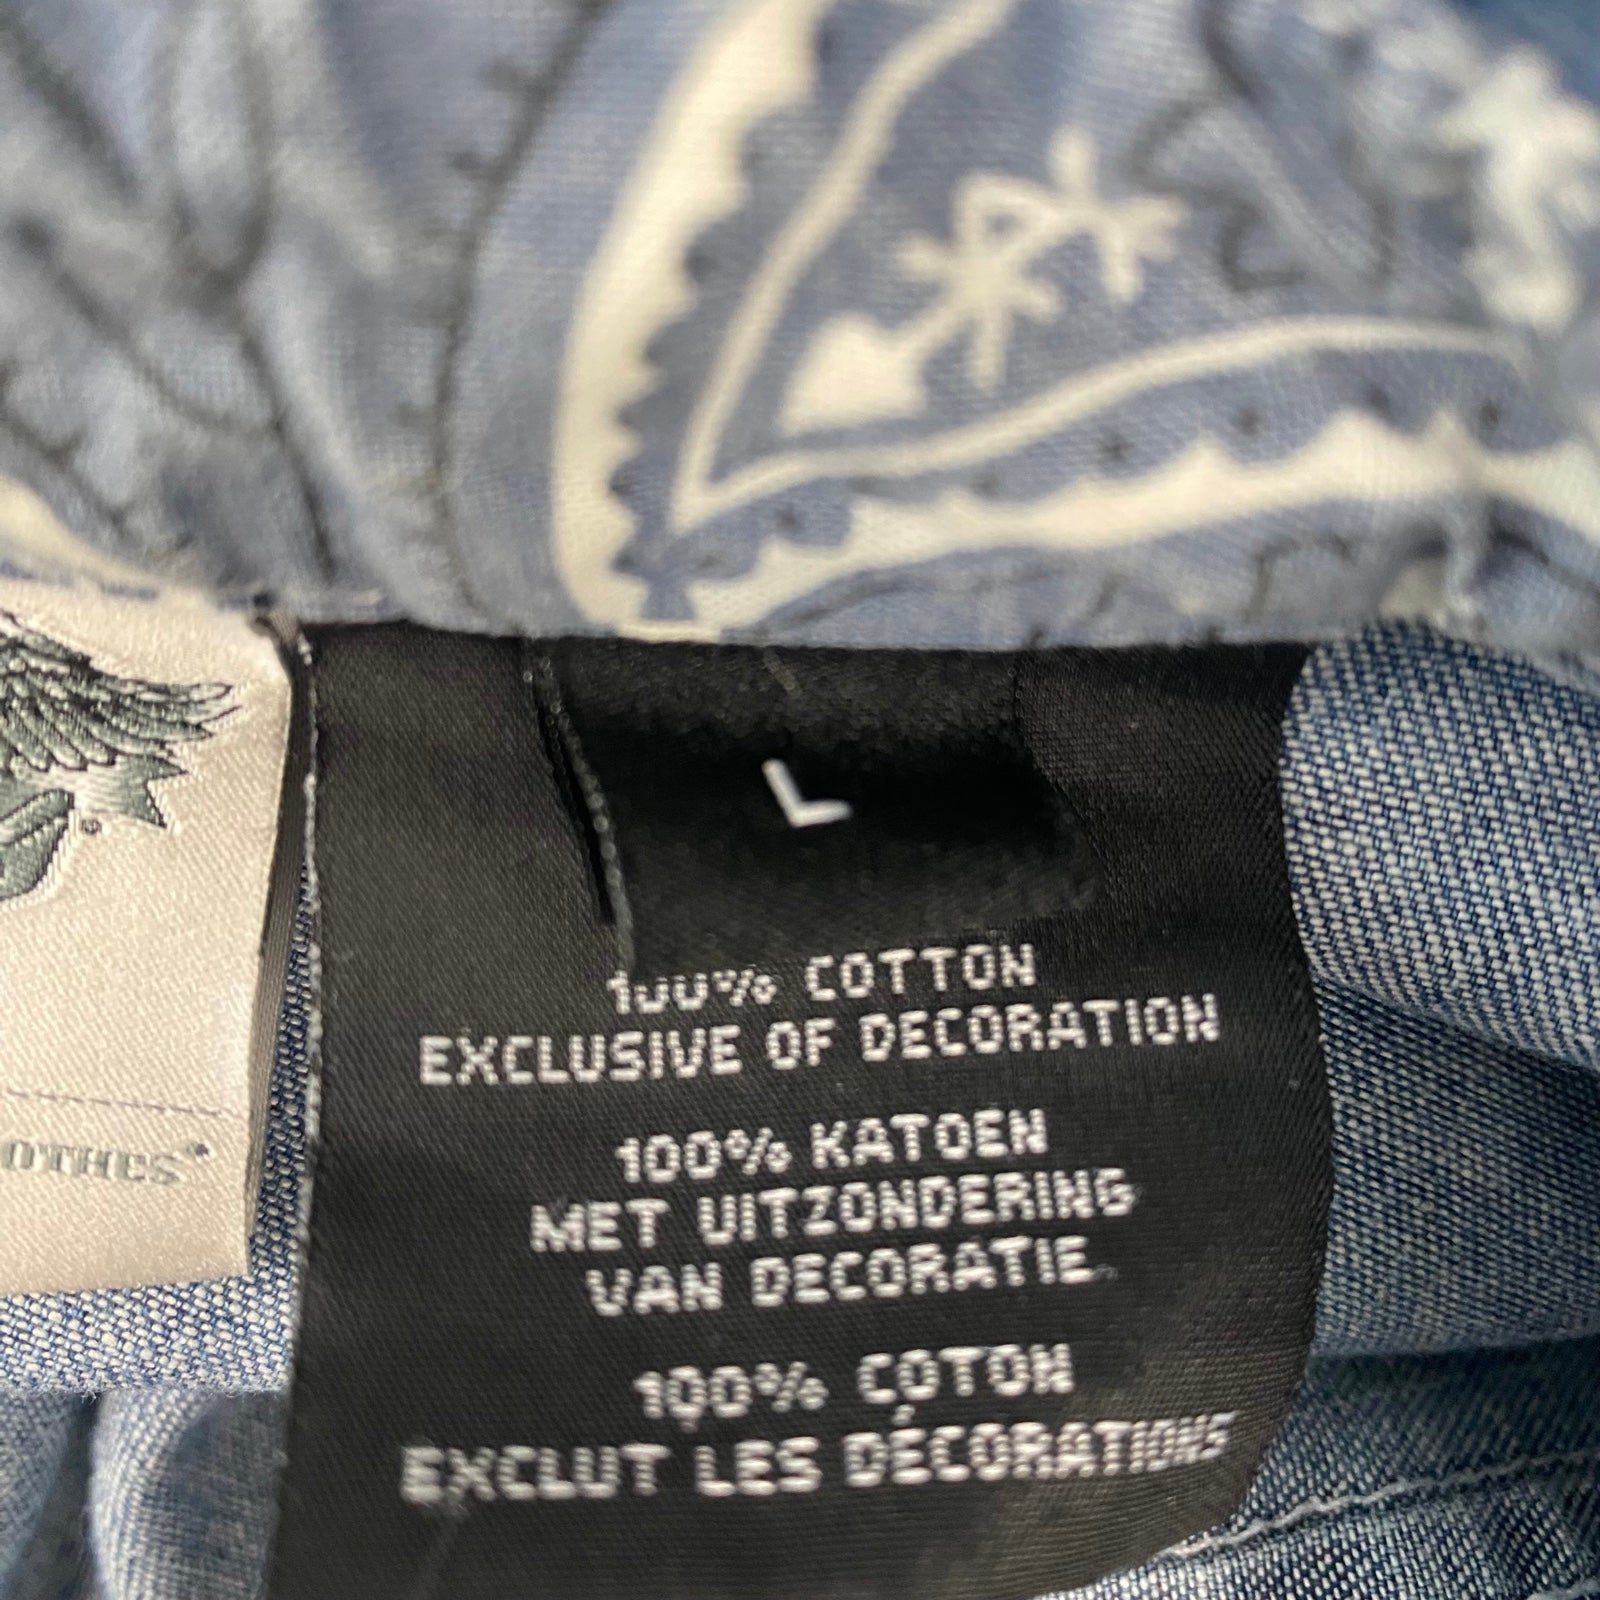 L
100% COTTON
EXCLUSIVE OF DECORATION
100% KATOEN
MET UITZONDERING
VAN DECORATIE.
100% COTON
EXCLUT LES DÉCORATIONS